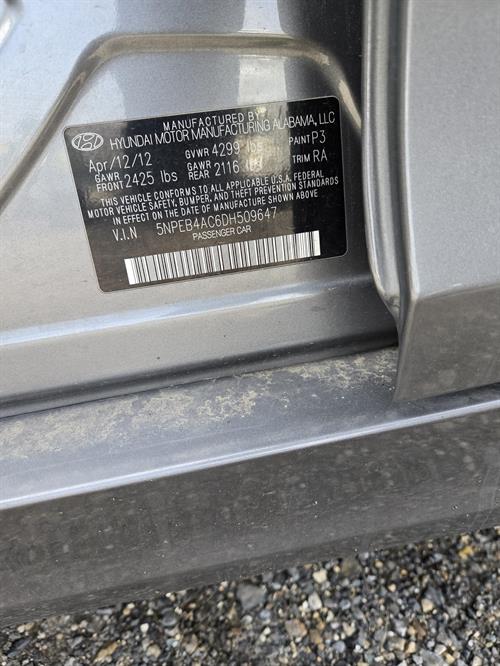 MANUFACTURED BY
HYUNDAI MOTOR MANUFACTURING ALABAMA, LLC
Apr/12/12 GVWR 4299 lbs PAINT P3
GAWR FRONT 2425 lbs GAWR REAR 2116 lbs TRIM RA
THIS VEHICLE CONFORMS TO ALL APPLICABLE U.S.A. FEDERAL
MOTOR VEHICLE SAFETY, BUMPER, AND THEFT PREVENTION STANDARDS
IN EFFECT ON THE DATE OF MANUFACTURE SHOWN ABOVE
V.I.N 5NPEB4AC6DH509647
PASSENGER CAR